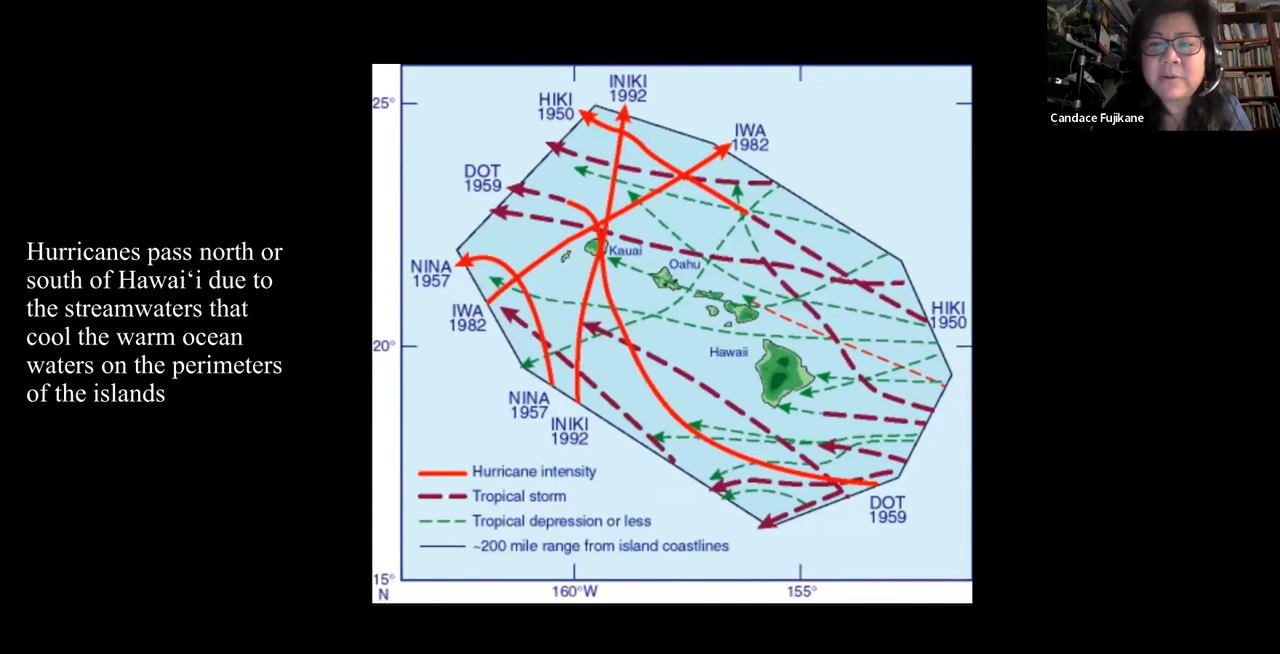 Candace Fujikane
Hurricanes pass north or
south of Hawaiʻi due to
the streamwaters that
cool the warm ocean
waters on the perimeters
of the islands
25°
HIKI
1950
INIKI
1992
IWA
1982
DOT
1959
Kauai
Oahu
NINA
1957
IWA
1982
HIKI
1950
20°
Hawaii
NINA
1957
INIKI
1992
Hurricane intensity
Tropical storm
Tropical depression or less
~200 mile range from island coastlines
DOT
1959
15°
N
160°W
155°